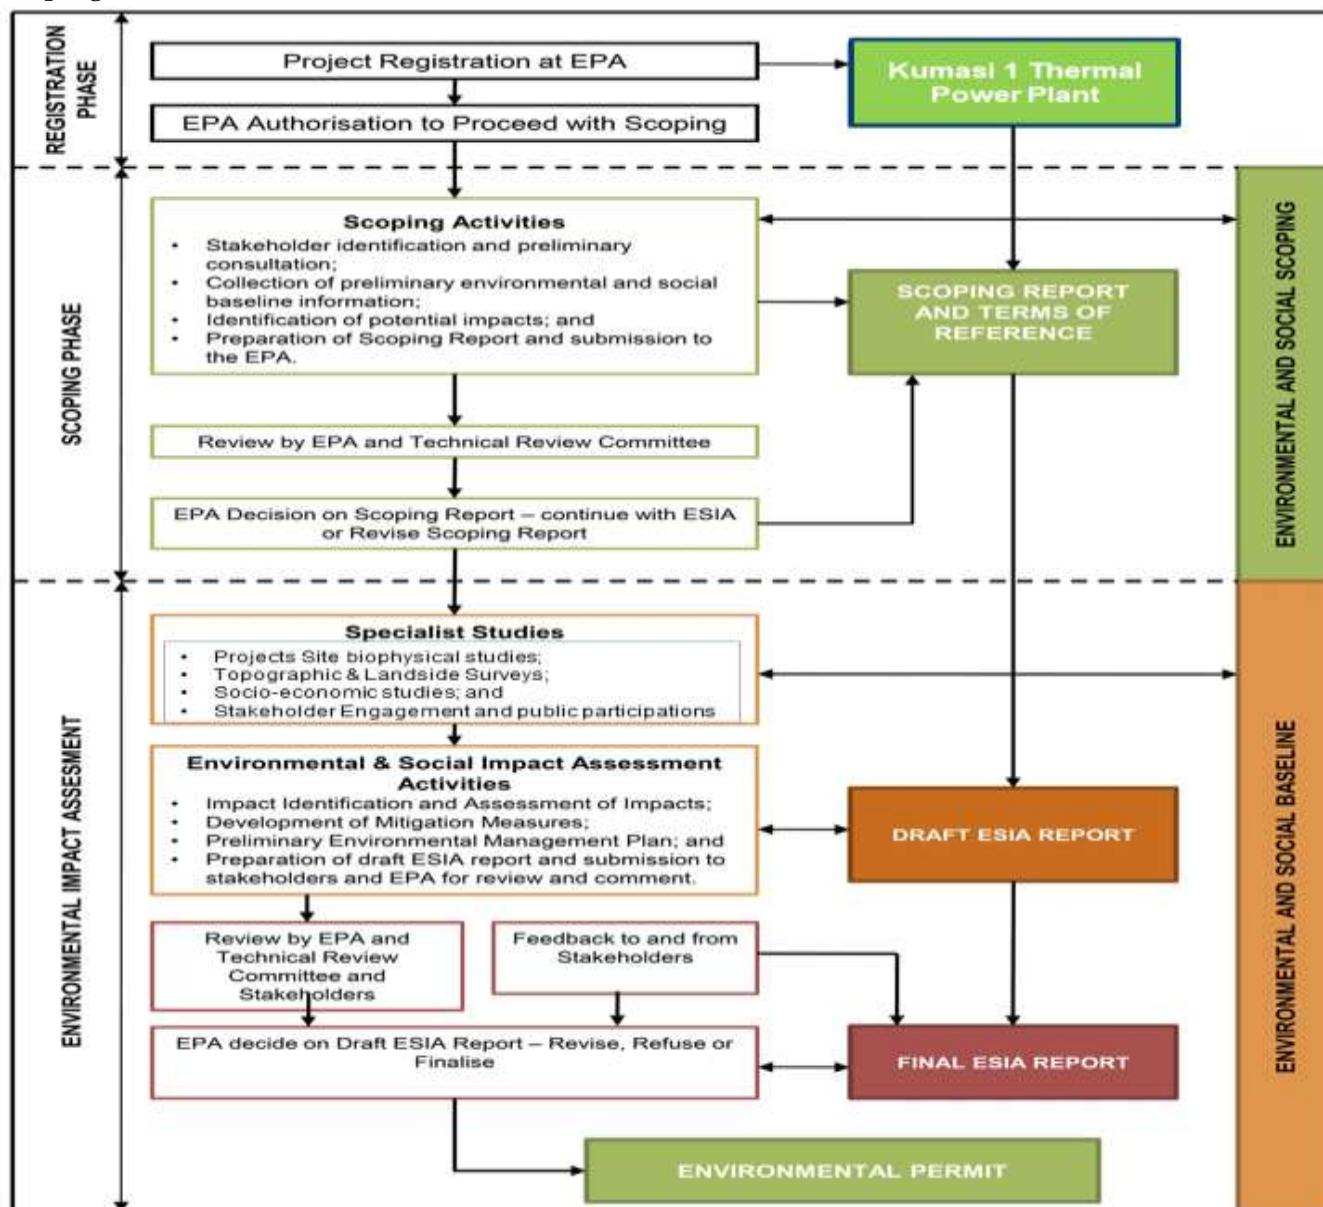 REGISTRATION
PHASE
Project Registration at EPA
Kumasi 1 Thermal
Power Plant
EPA Authorisation to Proceed with Scoping
SCOPING PHASE
Scoping Activities
• Stakeholder identification and preliminary
consultation;
• Collection of preliminary environmental and social
baseline information;
• Identification of potential impacts; and
• Preparation of Scoping Report and submission to
the EPA.
SCOPING REPORT
AND TERMS OF
REFERENCE
ENVIRONMENTAL AND SOCIAL SCOPING
Review by EPA and Technical Review Committee
EPA Decision on Scoping Report – continue with ESIA
or Revise Scoping Report
ENVIRONMENTAL IMPACT ASSESMENT
Specialist Studies
• Projects Site biophysical studies;
• Topographic & Landside Surveys;
• Socio-economic studies; and
• Stakeholder Engagement and public participations
Environmental & Social Impact Assessment
Activities
• Impact Identification and Assessment of Impacts;
• Development of Mitigation Measures;
• Preliminary Environmental Management Plan; and
• Preparation of draft ESIA report and submission to
stakeholders and EPA for review and comment.
DRAFT ESIA REPORT
ENVIRONMENTAL AND SOCIAL BASELINE
Review by EPA and
Technical Review
Committee and
Stakeholders
Feedback to and from
Stakeholders
EPA decide on Draft ESIA Report – Revise, Refuse or
Finalise
FINAL ESIA REPORT
ENVIRONMENTAL PERMIT